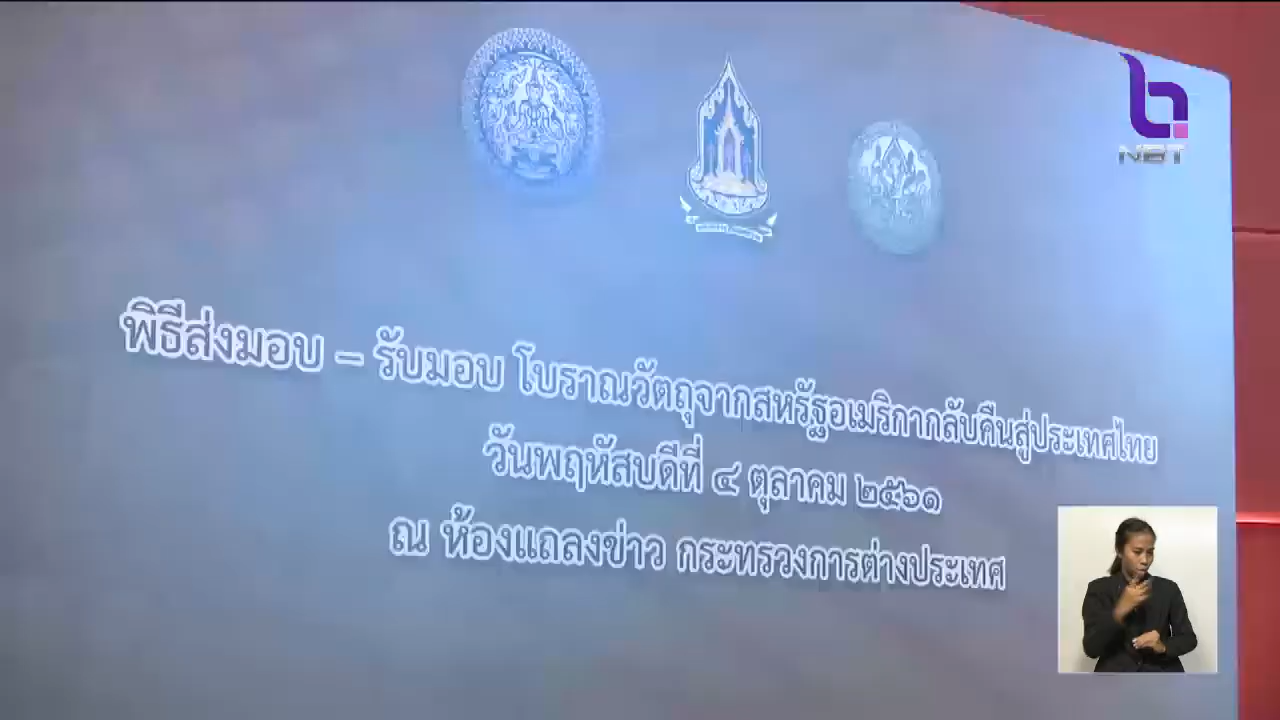 NBT
พิธีส่งมอบ – รับมอบ โบราณวัตถุจากสหรัฐอเมริกากลับคืนสู่ประเทศไทย
วันพฤหัสบดีที่ ๔ ตุลาคม ๒๕๖๑
ณ ห้องแถลงข่าว กระทรวงการต่างประเทศ